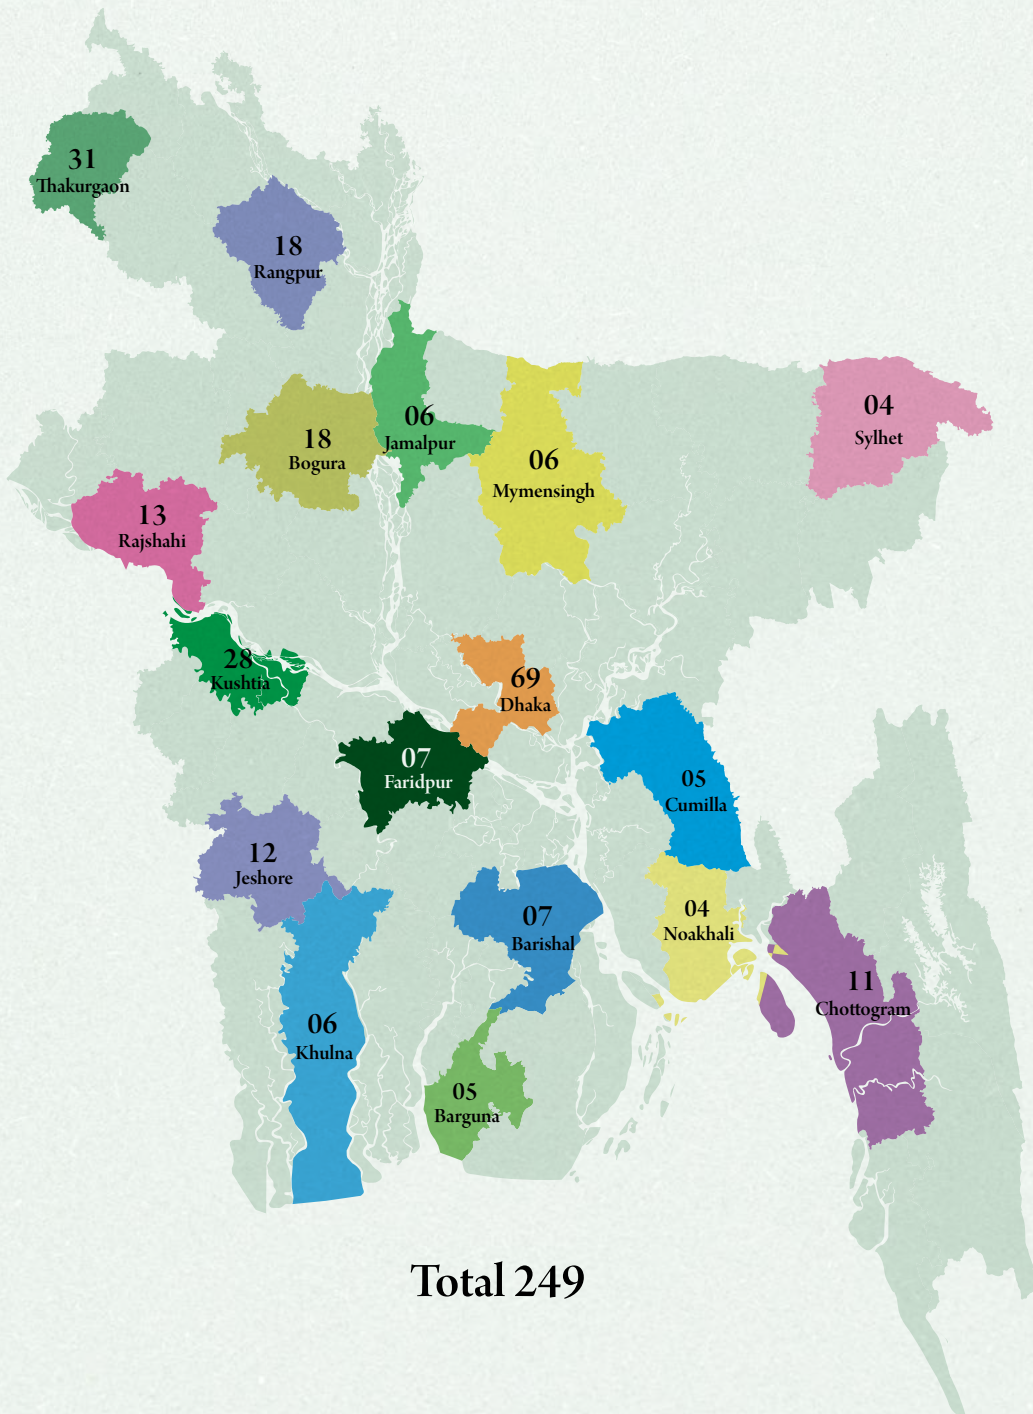 31
Thakurgaon
18
Rangpur
04
Sylhet
06
Jamalpur
18
Bogura
06
Mymensingh
13
Rajshahi
28
Kushtia
69
Dhaka
07
Faridpur
05
Cumilla
12
Jeshore
07
Barishal
04
Noakhali
11
Chottogram
06
Khulna
05
Barguna
Total 249